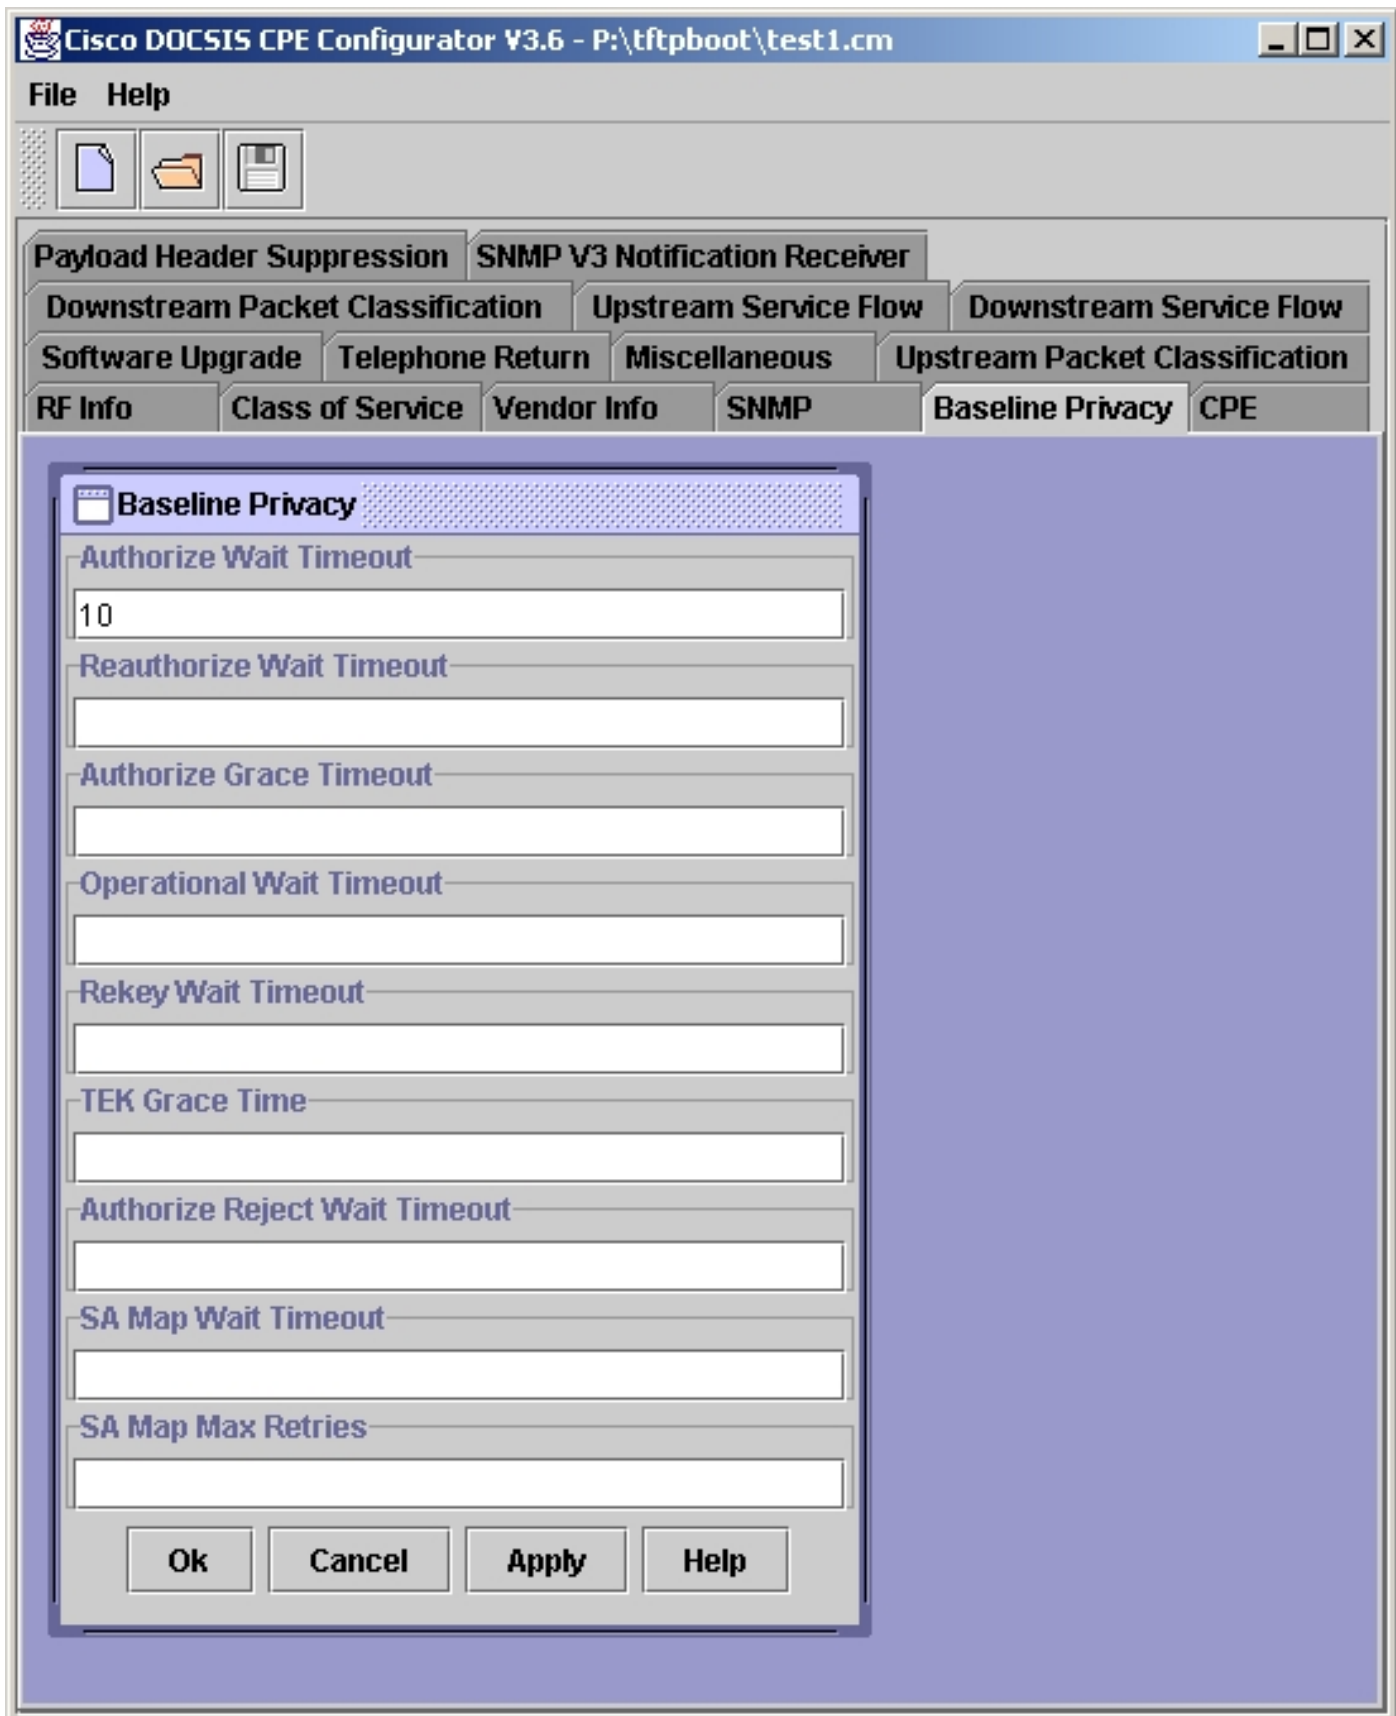 Cisco DOCSIS CPE Configurator V3.6 - P:\tftpboot\test1.cm
File Help
Payload Header Suppression SNMP V3 Notification Receiver
Downstream Packet Classification Upstream Service Flow Downstream Service Flow
Software Upgrade Telephone Return Miscellaneous Upstream Packet Classification
RF Info Class of Service Vendor Info SNMP Baseline Privacy CPE
Baseline Privacy
Authorize Wait Timeout
10
Reauthorize Wait Timeout
Authorize Grace Timeout
Operational Wait Timeout
Rekey Wait Timeout
TEK Grace Time
Authorize Reject Wait Timeout
SA Map Wait Timeout
SA Map Max Retries
Ok Cancel Apply Help